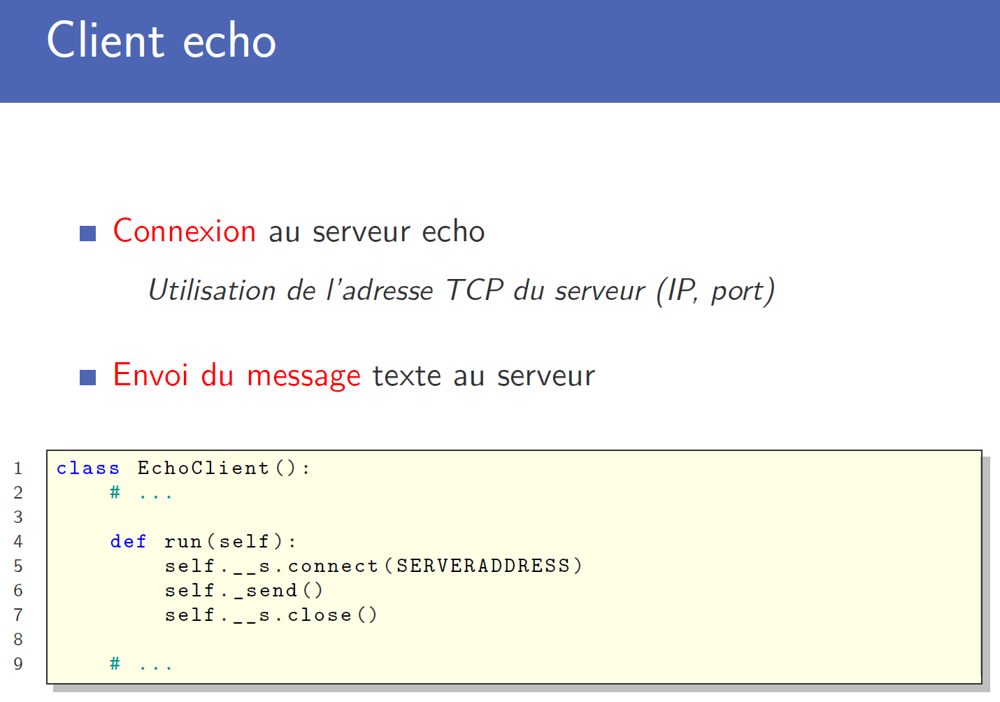 Client echo
Connexion au serveur echo
Utilisation de l'adresse TCP du serveur (IP, port)
Envoi du message texte au serveur
1 class EchoClient():
2     # ...
3
4     def run(self):
5         self.__s.connect(SERVERADDRESS)
6         self._send()
7         self.__s.close()
8
9     # ...